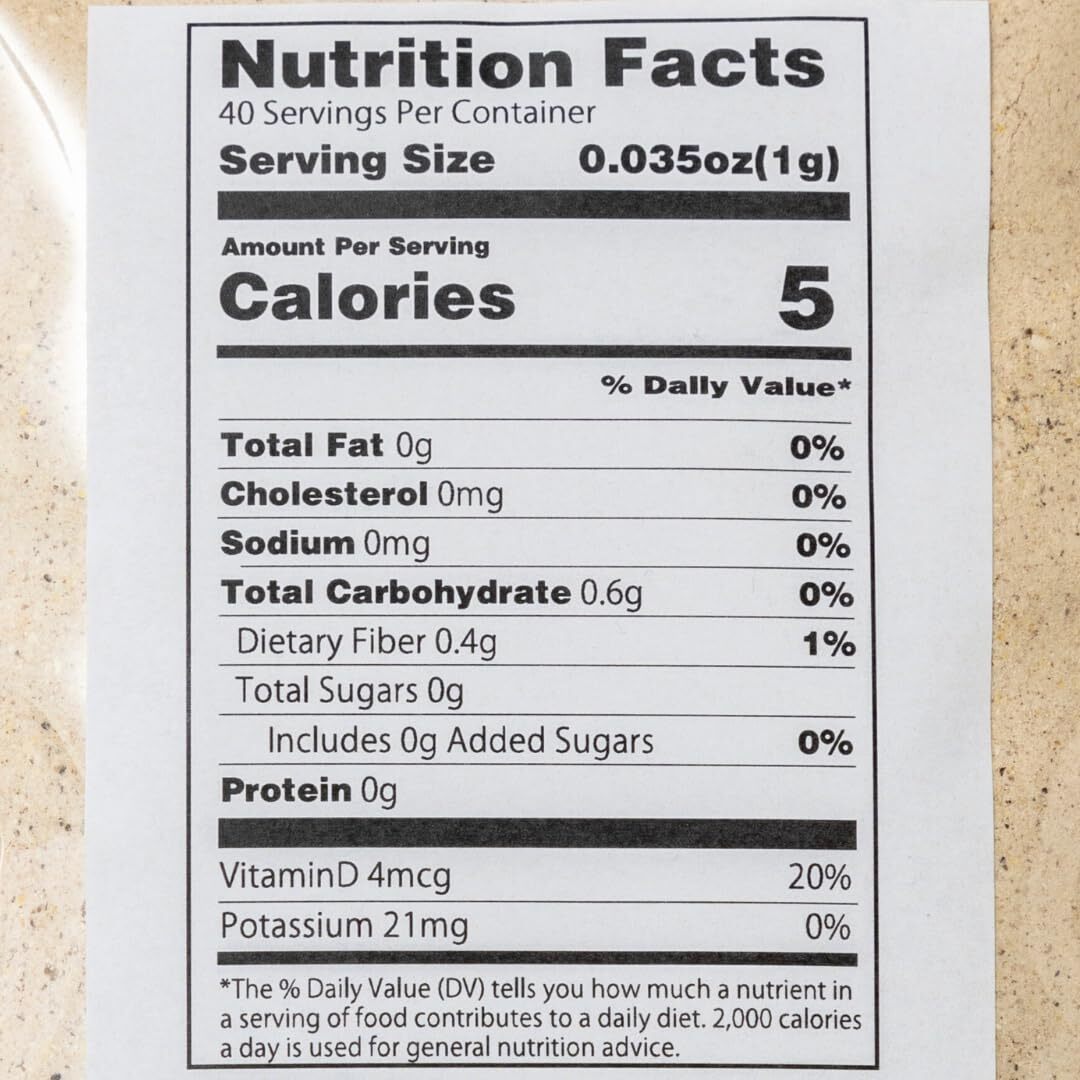 Nutrition Facts
40 Servings Per Container
Serving Size 0.035oz(1g)
Amount Per Serving
Calories 5
% Daily Value*
Total Fat 0g 0%
Cholesterol 0mg 0%
Sodium 0mg 0%
Total Carbohydrate 0.6g 0%
Dietary Fiber 0.4g 1%
Total Sugars 0g
Includes 0g Added Sugars 0%
Protein 0g
VitaminD 4mcg 20%
Potassium 21mg 0%
*The % Daily Value (DV) tells you how much a nutrient in
a serving of food contributes to a daily diet. 2,000 calories
a day is used for general nutrition advice.